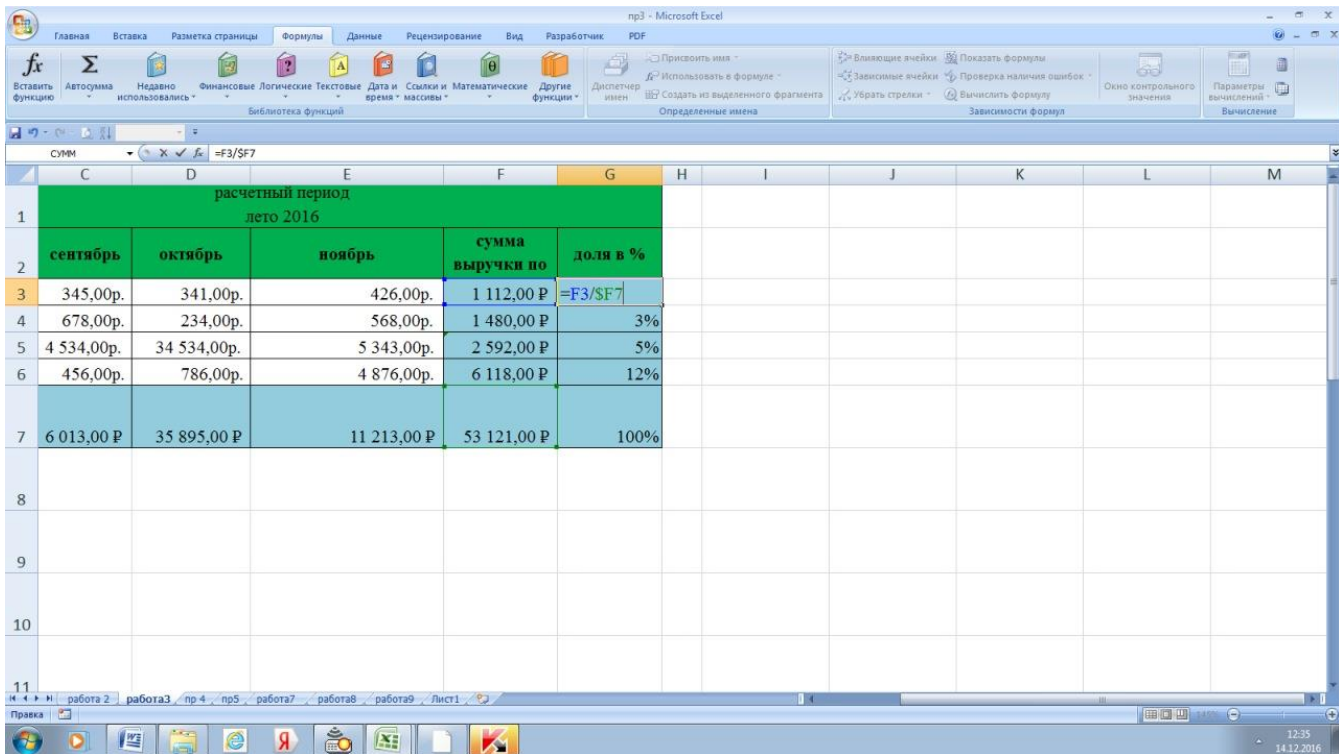 пр3 - Microsoft Excel
Главная Вставка Разметка страницы Формулы Данные Рецензирование Вид Разработчик PDF
fx Вставить функцию
Σ Автосумма
Недавно использовались
Финансовые
? Логические
A Текстовые
Дата и время
Ссылки и массивы
θ Математические
Другие функции
Библиотека функций
Диспетчер имен
Присвоить имя
Использовать в формуле
Создать из выделенного фрагмента
Определенные имена
Влияющие ячейки
Зависимые ячейки
Убрать стрелки
Показать формулы
Проверка наличия ошибок
Вычислить формулу
Зависимости формул
Окно контрольного значения
Параметры вычислений
Вычисление
СУММ fx =F3/$F7
C D E F G H I J K L M
расчетный период
1 лето 2016
2 сентябрь октябрь ноябрь сумма выручки по доля в %
3 345,00р. 341,00р. 426,00р. 1 112,00 ₽ =F3/$F7
4 678,00р. 234,00р. 568,00р. 1 480,00 ₽ 3%
5 4 534,00р. 34 534,00р. 5 343,00р. 2 592,00 ₽ 5%
6 456,00р. 786,00р. 4 876,00р. 6 118,00 ₽ 12%
7 6 013,00 ₽ 35 895,00 ₽ 11 213,00 ₽ 53 121,00 ₽ 100%
8
9
10
11
работа 2 работа3 пр 4 пр5 работа7 работа8 работа9 Лист1
Правка 145%
Я
12:35
14.12.2016